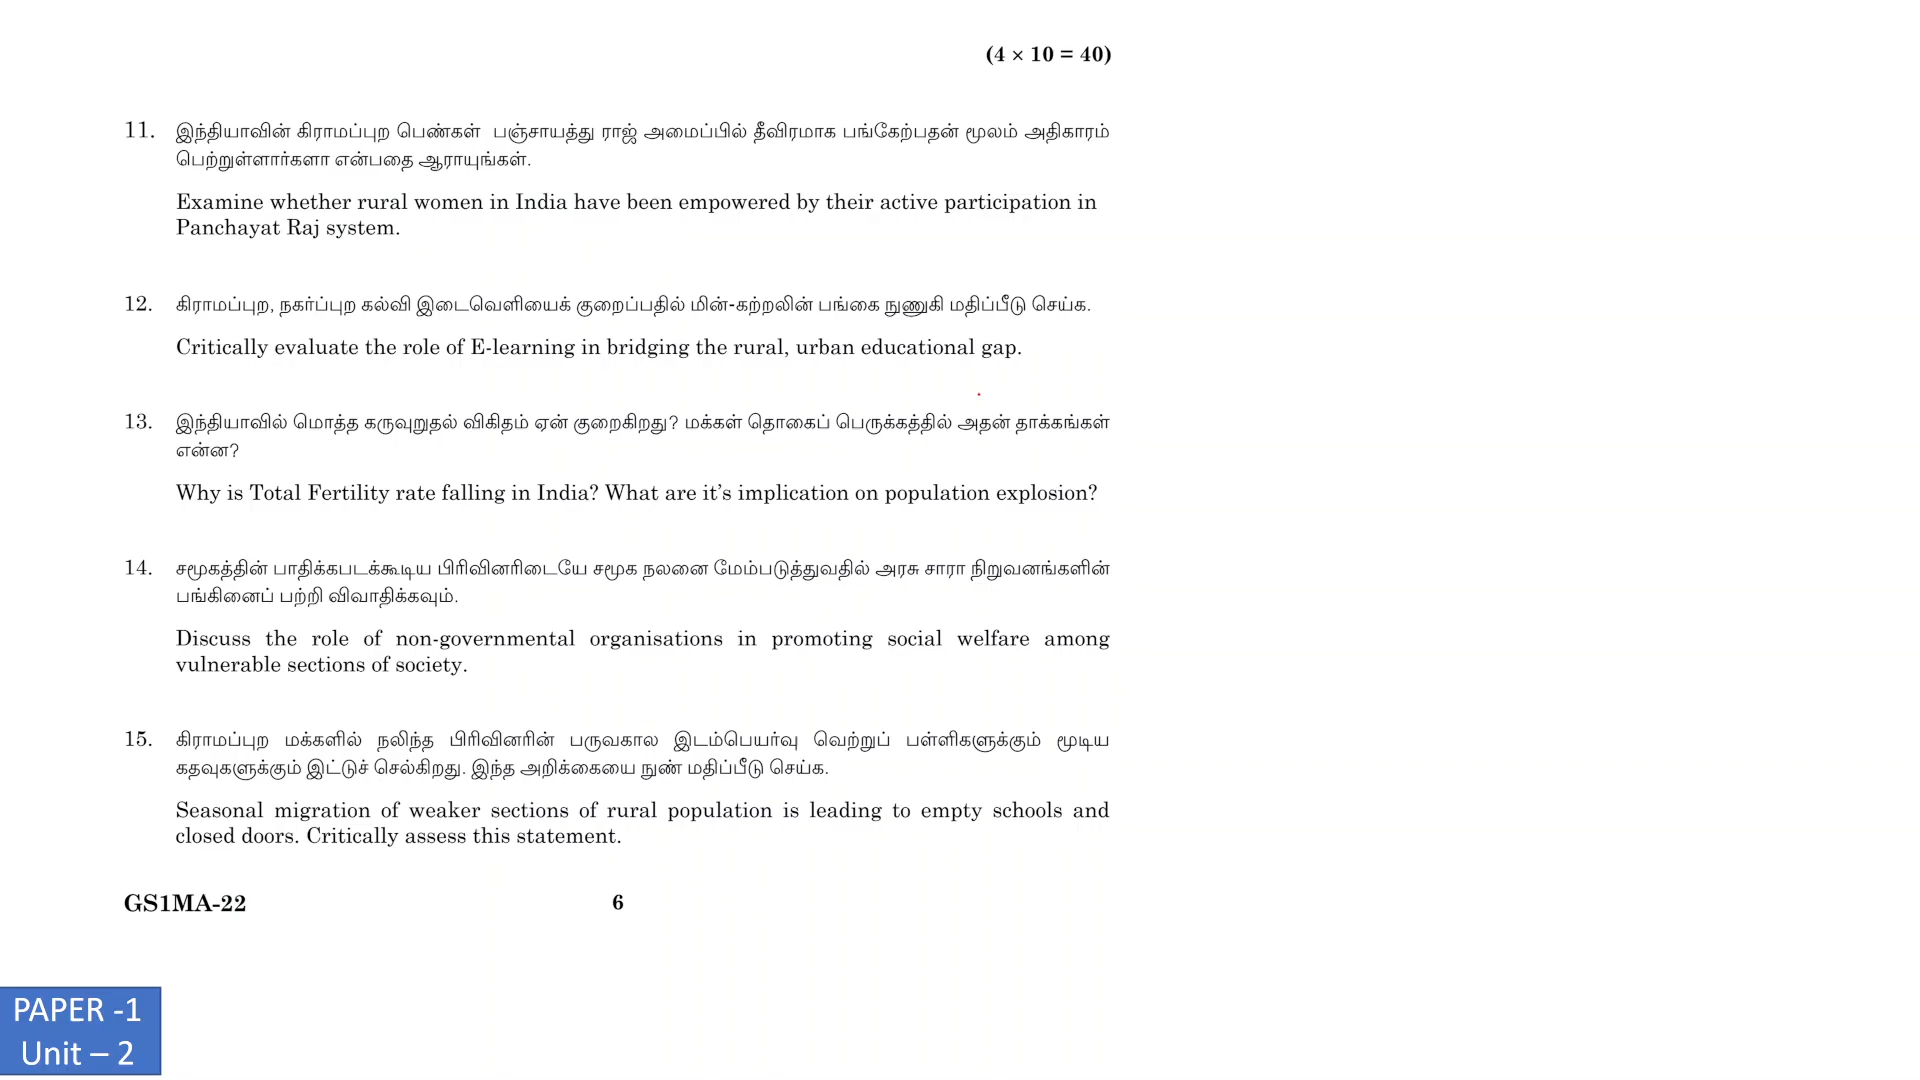 (4 × 10 = 40)
11. இந்தியாவின் கிராமப்புற பெண்கள் பஞ்சாயத்து ராஜ் அமைப்பில் தீவிரமாக பங்கேற்பதன் மூலம் அதிகாரம்
பெற்றுள்ளார்களா என்பதை ஆராயுங்கள்.
Examine whether rural women in India have been empowered by their active participation in
Panchayat Raj system.
12. கிராமப்புற, நகர்ப்புற கல்வி இடைவெளியைக் குறைப்பதில் மின்-கற்றலின் பங்கை நுணுகி மதிப்பீடு செய்க.
Critically evaluate the role of E-learning in bridging the rural, urban educational gap.
13. இந்தியாவில் மொத்த கருவுறுதல் விகிதம் ஏன் குறைகிறது? மக்கள் தொகைப் பெருக்கத்தில் அதன் தாக்கங்கள்
என்ன?
Why is Total Fertility rate falling in India? What are it’s implication on population explosion?
14. சமூகத்தின் பாதிக்கபடக்கூடிய பிரிவினரிடையே சமூக நலனை மேம்படுத்துவதில் அரசு சாரா நிறுவனங்களின்
பங்கினைப் பற்றி விவாதிக்கவும்.
Discuss the role of non-governmental organisations in promoting social welfare among
vulnerable sections of society.
15. கிராமப்புற மக்களில் நலிந்த பிரிவினரின் பருவகால இடம்பெயர்வு வெற்றுப் பள்ளிகளுக்கும் மூடிய
கதவுகளுக்கும் இட்டுச் செல்கிறது. இந்த அறிக்கையை நுண் மதிப்பீடு செய்க.
Seasonal migration of weaker sections of rural population is leading to empty schools and
closed doors. Critically assess this statement.
GS1MA-22 6
PAPER -1
Unit – 2